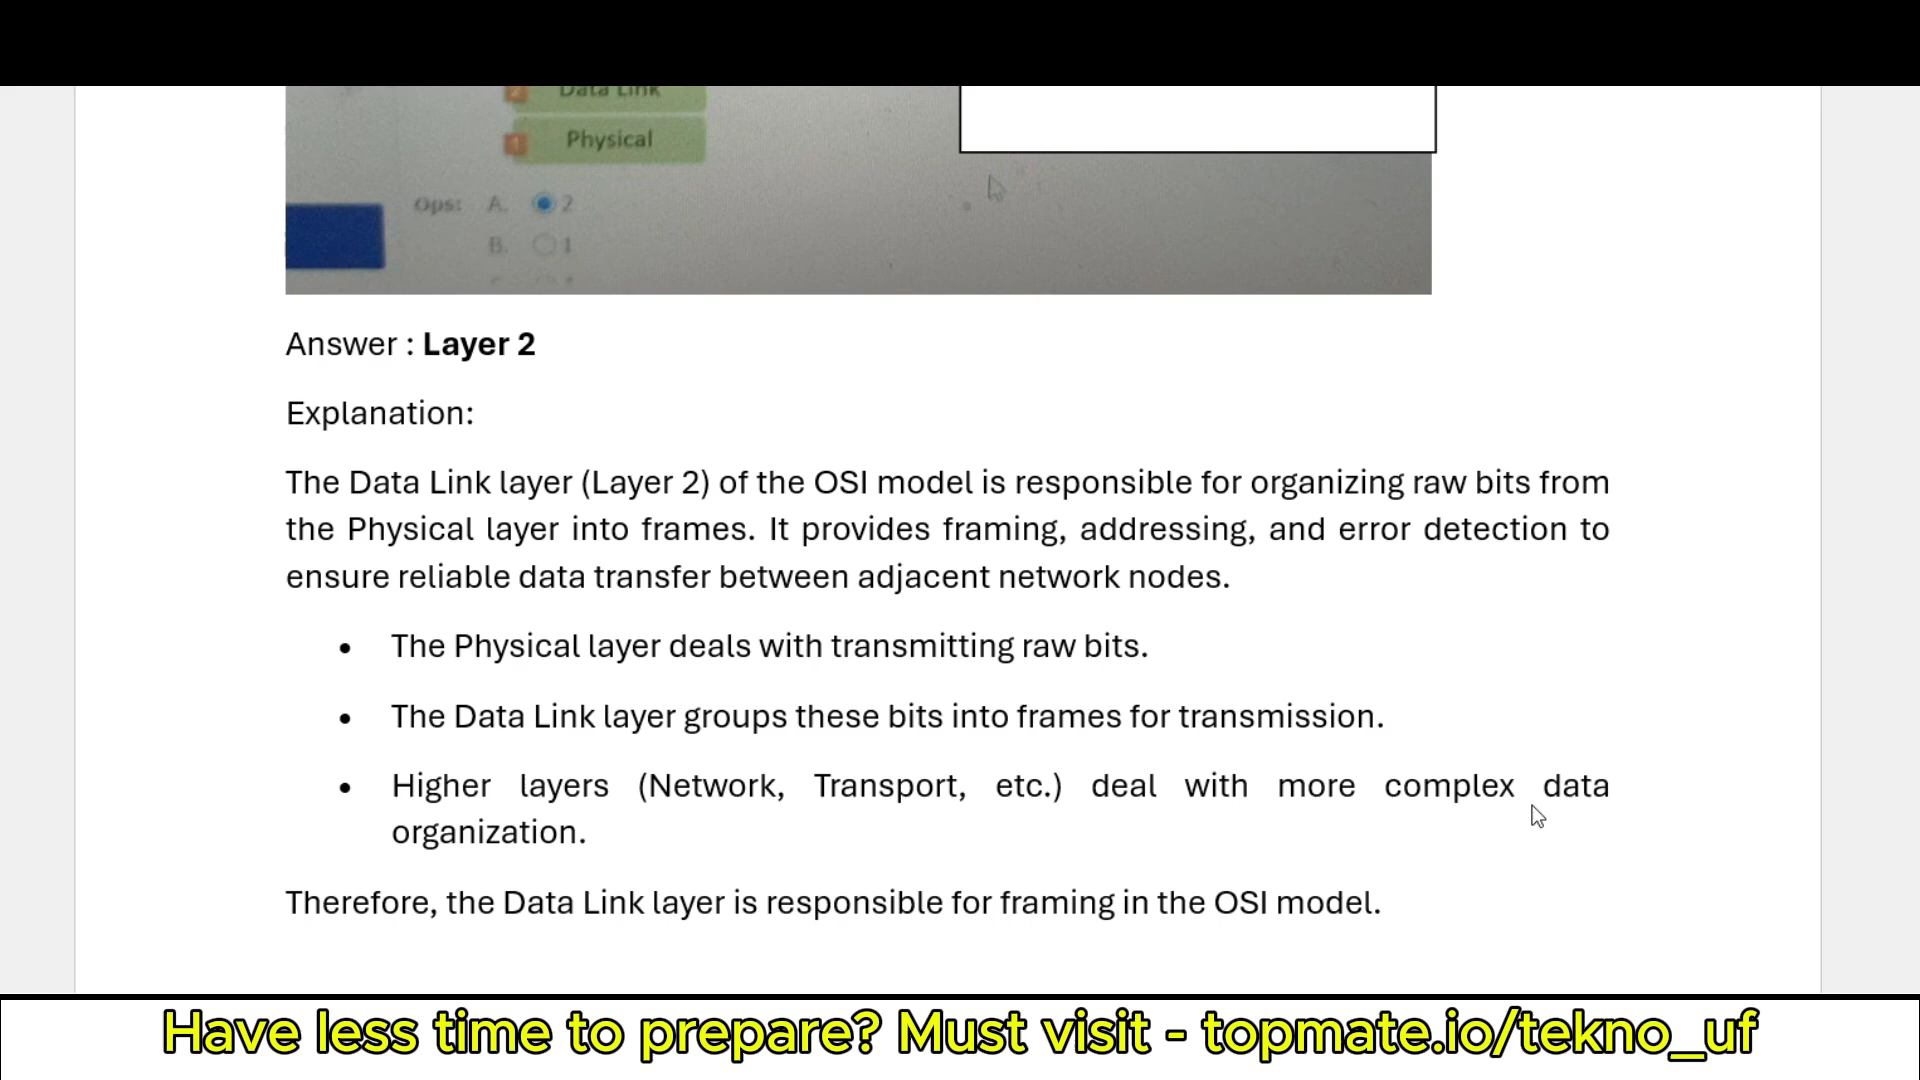 2 Data Link
1 Physical
Ops: A. 2
B. 1
Answer : Layer 2
Explanation:
The Data Link layer (Layer 2) of the OSI model is responsible for organizing raw bits from
the Physical layer into frames. It provides framing, addressing, and error detection to
ensure reliable data transfer between adjacent network nodes.
• The Physical layer deals with transmitting raw bits.
• The Data Link layer groups these bits into frames for transmission.
• Higher layers (Network, Transport, etc.) deal with more complex data
organization.
Therefore, the Data Link layer is responsible for framing in the OSI model.
Have less time to prepare? Must visit - topmate.io/tekno_uf